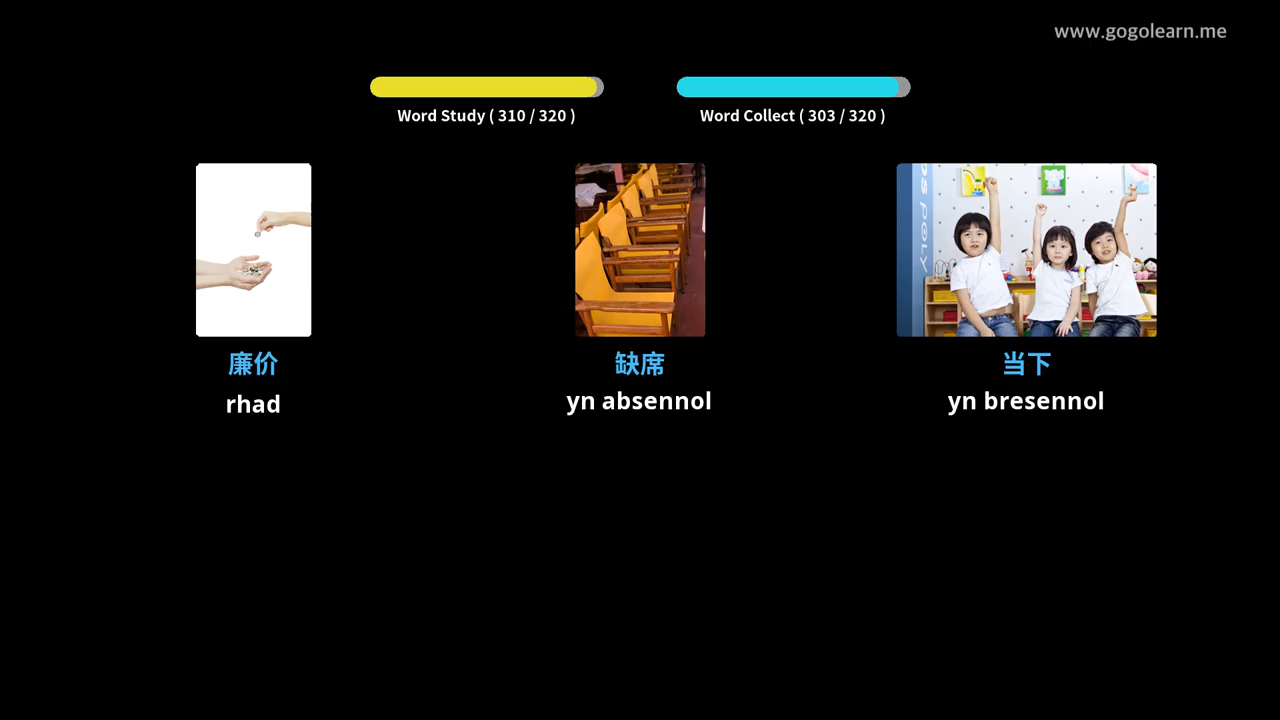 www.gogolearn.me
Word Study ( 310 / 320 )
Word Collect ( 303 / 320 )
廉价
缺席
当下
rhad
yn absennol
yn bresennol